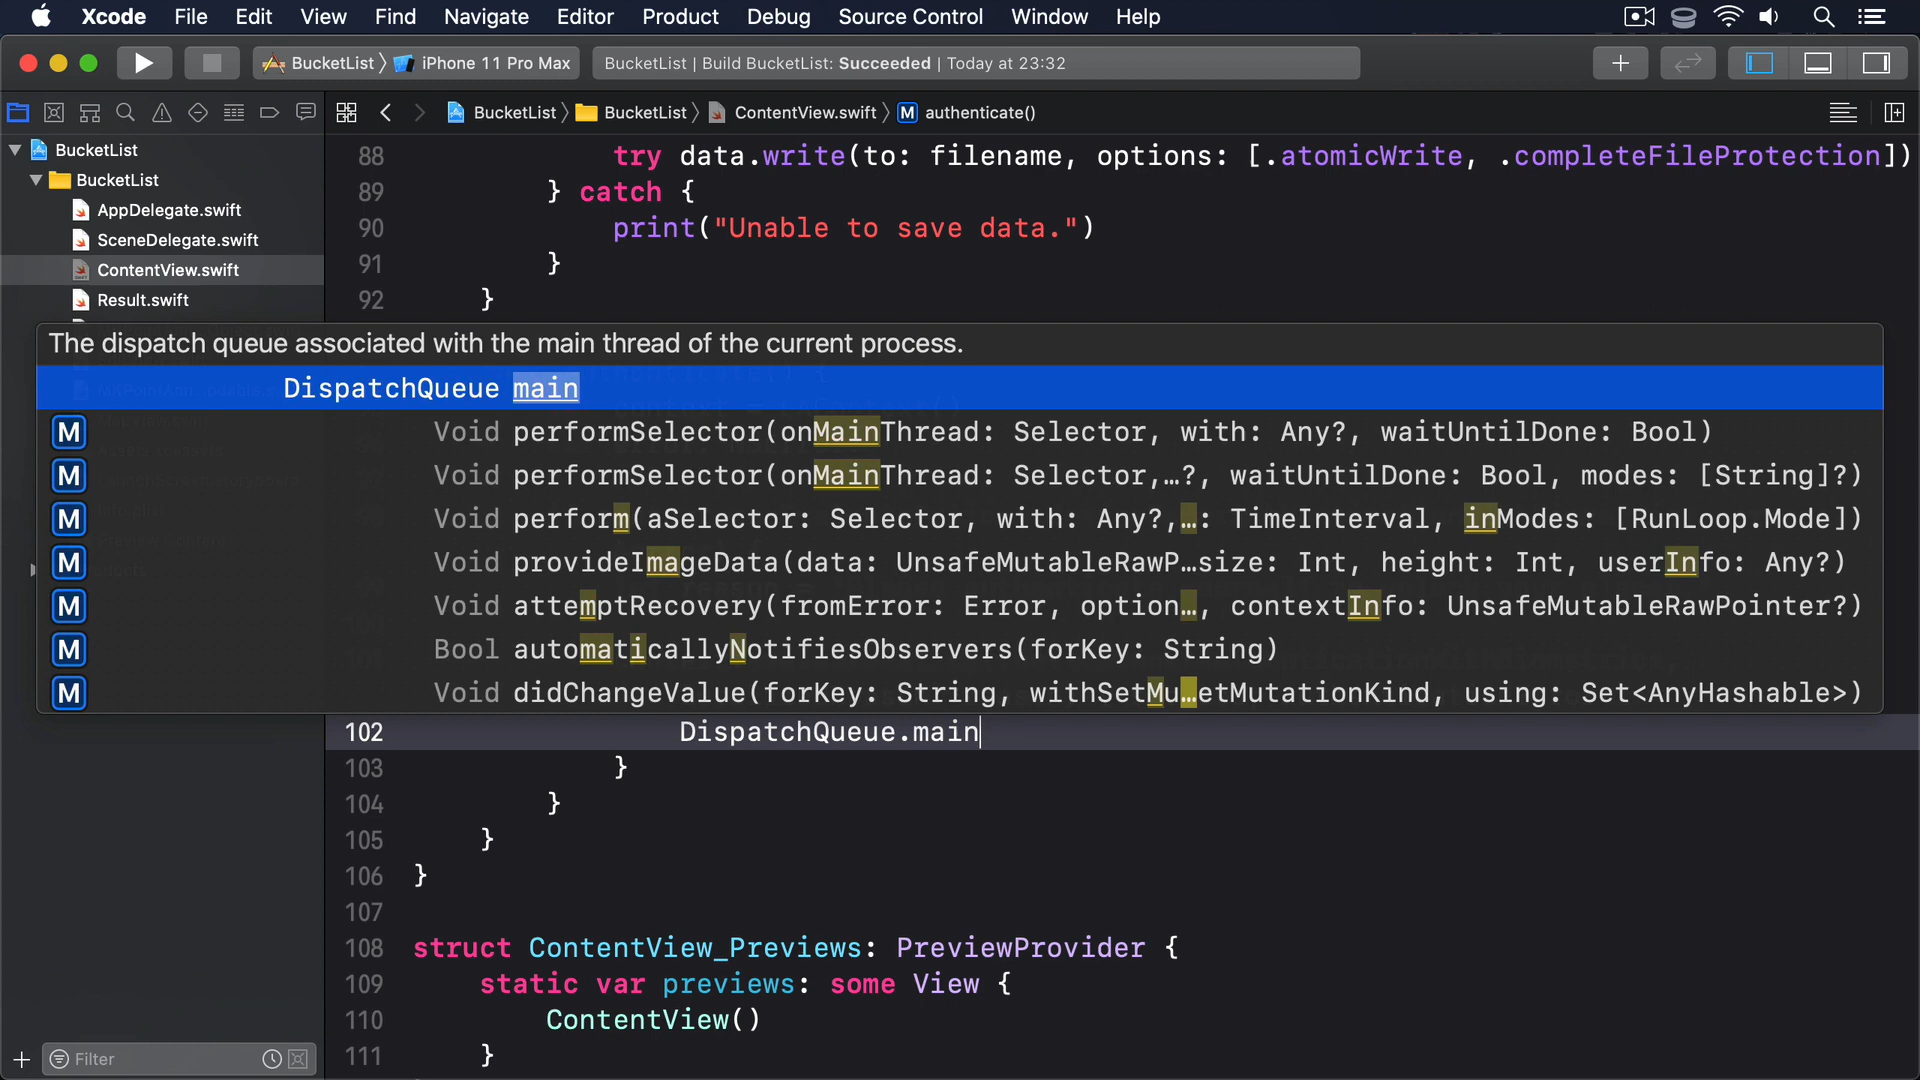 Xcode File Edit View Find Navigate Editor Product Debug Source Control Window Help
BucketList iPhone 11 Pro Max BucketList | Build BucketList: Succeeded | Today at 23:32
BucketList BucketList ContentView.swift M authenticate()
BucketList
BucketList
AppDelegate.swift
SceneDelegate.swift
ContentView.swift
Result.swift
88 try data.write(to: filename, options: [.atomicWrite, .completeFileProtection])
89 } catch {
90 print("Unable to save data.")
91 }
92 }
The dispatch queue associated with the main thread of the current process.
DispatchQueue main
M Void performSelector(onMainThread: Selector, with: Any?, waitUntilDone: Bool)
M Void performSelector(onMainThread: Selector,…?, waitUntilDone: Bool, modes: [String]?)
M Void perform(aSelector: Selector, with: Any?,…: TimeInterval, inModes: [RunLoop.Mode])
M Void provideImageData(data: UnsafeMutableRawP…size: Int, height: Int, userInfo: Any?)
M Void attemptRecovery(fromError: Error, option…, contextInfo: UnsafeMutableRawPointer?)
M Bool automaticallyNotifiesObservers(forKey: String)
M Void didChangeValue(forKey: String, withSetMu…etMutationKind, using: Set<AnyHashable>)
102 DispatchQueue.main
103 }
104 }
105 }
106 }
107
108 struct ContentView_Previews: PreviewProvider {
109 static var previews: some View {
110 ContentView()
111 }
Filter